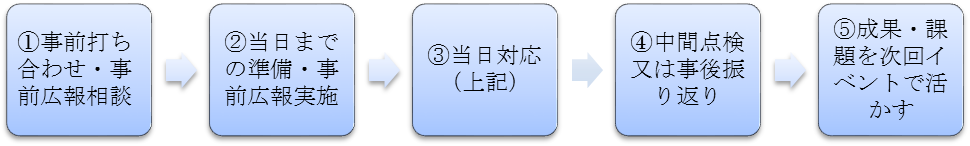 ①事前打ち
合わせ・事
前広報相談
②当日まで
の準備・事
前広報実施
③当日対応
（上記）
④中間点検
又は事後振
り返り
⑤成果・課
題を次回イ
ベントで活
かす